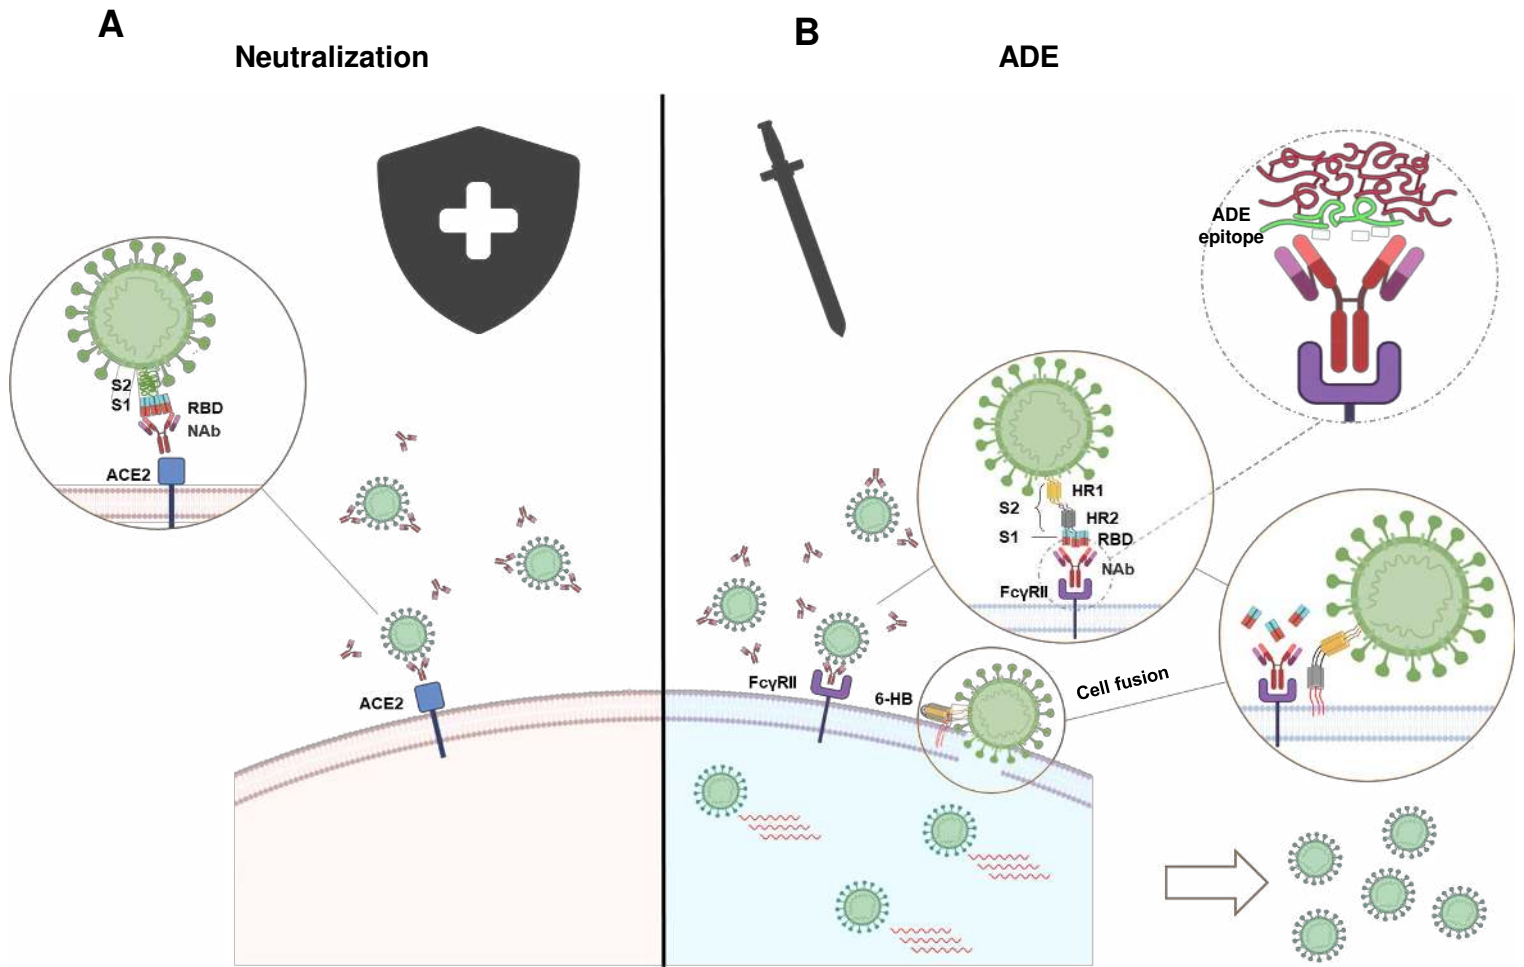 A
Neutralization
B
ADE
ADE
epitope
S2
S1
RBD
NAb
ACE2
ACE2
HR1
S2
HR2
S1
RBD
NAb
FcγRII
FcγRII
6-HB
Cell fusion